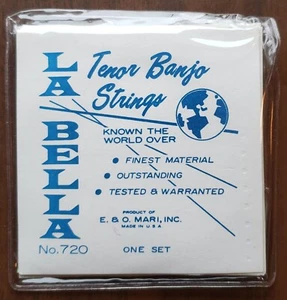 LA BELLA
Tenor Banjo
Strings
KNOWN THE
WORLD OVER
• FINEST MATERIAL
• OUTSTANDING
• TESTED & WARRANTED
PRODUCT OF
E. & O. MARI, INC.
MADE IN U.S.A
No. 720
ONE SET